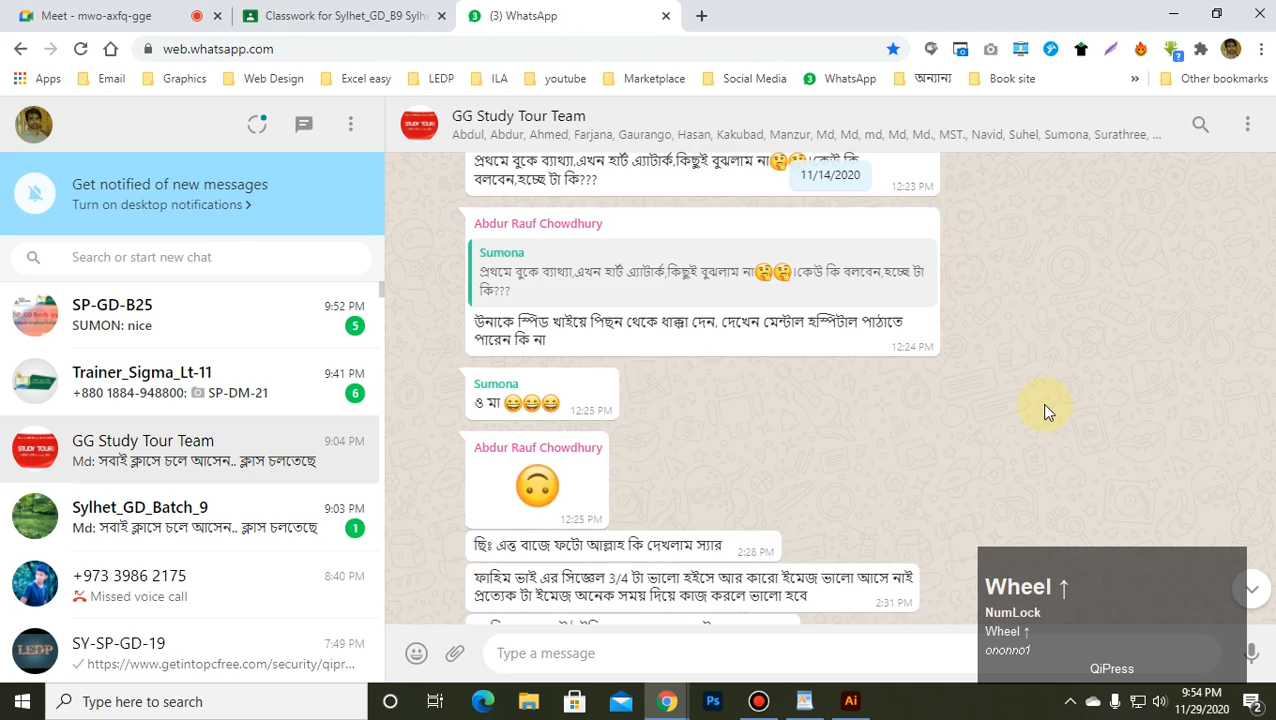 Meet - mwo-axfq-gge
Classwork for Sylhet_GD_B9 Sylh
(3) WhatsApp
web.whatsapp.com
Apps
Email
Graphics
Web Design
Excel easy
LEDP
ILA
youtube
Marketplace
Social Media
WhatsApp
অন্যান্য
Book site
Other bookmarks
GG Study Tour Team
Abdul, Abdur, Ahmed, Farjana, Gaurango, Hasan, Kakubad, Manzur, Md, Md, md, Md, Md., MST., Navid, Suhel, Sumona, Surathree, ...
Get notified of new messages
Turn on desktop notifications
Search or start new chat
SP-GD-B25
9:52 PM
SUMON: nice
5
Trainer_Sigma_Lt-11
9:41 PM
+880 1884-948800: SP-DM-21
6
GG Study Tour Team
9:04 PM
Md: সবাই ক্লাসে চলে আসেন.. ক্লাস চলতেছে
Sylhet_GD_Batch_9
9:03 PM
Md: সবাই ক্লাসে চলে আসেন.. ক্লাস চলতেছে
1
+973 3986 2175
8:40 PM
Missed voice call
SY-SP-GD-19
7:49 PM
https://www.getintopcfree.com/security/qipr...
প্রথমে বুকে ব্যাথ্যা,এখন হার্ট এ্যাটার্ক,কিছুই বুঝলাম না🤔🤔।কেউ কি
বলবেন,হচ্ছে টা কি???
11/14/2020
12:23 PM
Abdur Rauf Chowdhury
Sumona
প্রথমে বুকে ব্যাথ্যা,এখন হার্ট এ্যাটার্ক,কিছুই বুঝলাম না🤔🤔।কেউ কি বলবেন,হচ্ছে টা
কি???
উনাকে স্পিড খাইয়ে পিছন থেকে ধাক্কা দেন, দেখেন মেন্টাল হস্পিটাল পাঠাতে
পারেন কি না
12:24 PM
Sumona
ও মা 😄😄😄
12:25 PM
Abdur Rauf Chowdhury
🙃
12:25 PM
ছিঃ এত্ত বাজে ফটো আল্লাহ কি দেখলাম স্যার
2:28 PM
ফাহিম ভাই এর সিজ্ঞেল 3/4 টা ভালো হইসে আর কারো ইমেজ ভালো আসে নাই
প্রত্যেক টা ইমেজ অনেক সময় দিয়ে কাজ করলে ভালো হবে
2:31 PM
Type a message
Wheel ↑
NumLock
Wheel ↑
ononno1
QiPress
Type here to search
Ps
Ai
9:54 PM
11/29/2020
2